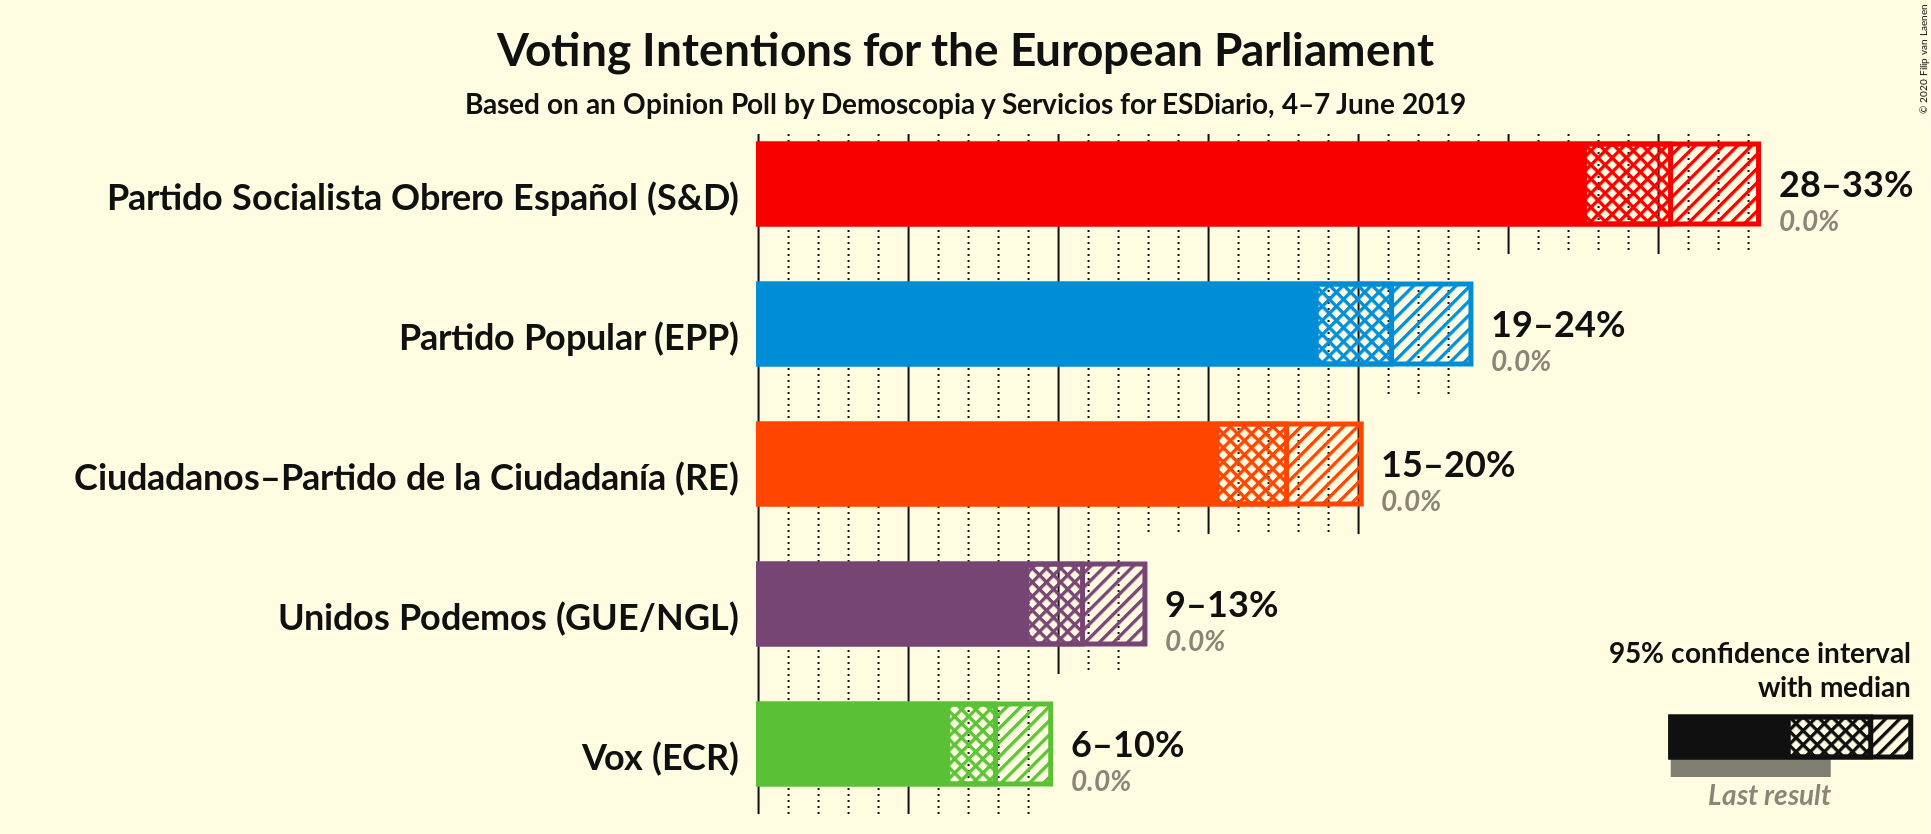 Voting Intentions for the European Parliament
Based on an Opinion Poll by Demoscopia y Servicios for ESDiario, 4–7 June 2019
© 2020 Filip van Laenen
Partido Socialista Obrero Español (S&D)
28–33%
0.0%
Partido Popular (EPP)
19–24%
0.0%
Ciudadanos–Partido de la Ciudadanía (RE)
15–20%
0.0%
Unidos Podemos (GUE/NGL)
9–13%
0.0%
Vox (ECR)
6–10%
0.0%
95% confidence interval
with median
Last result